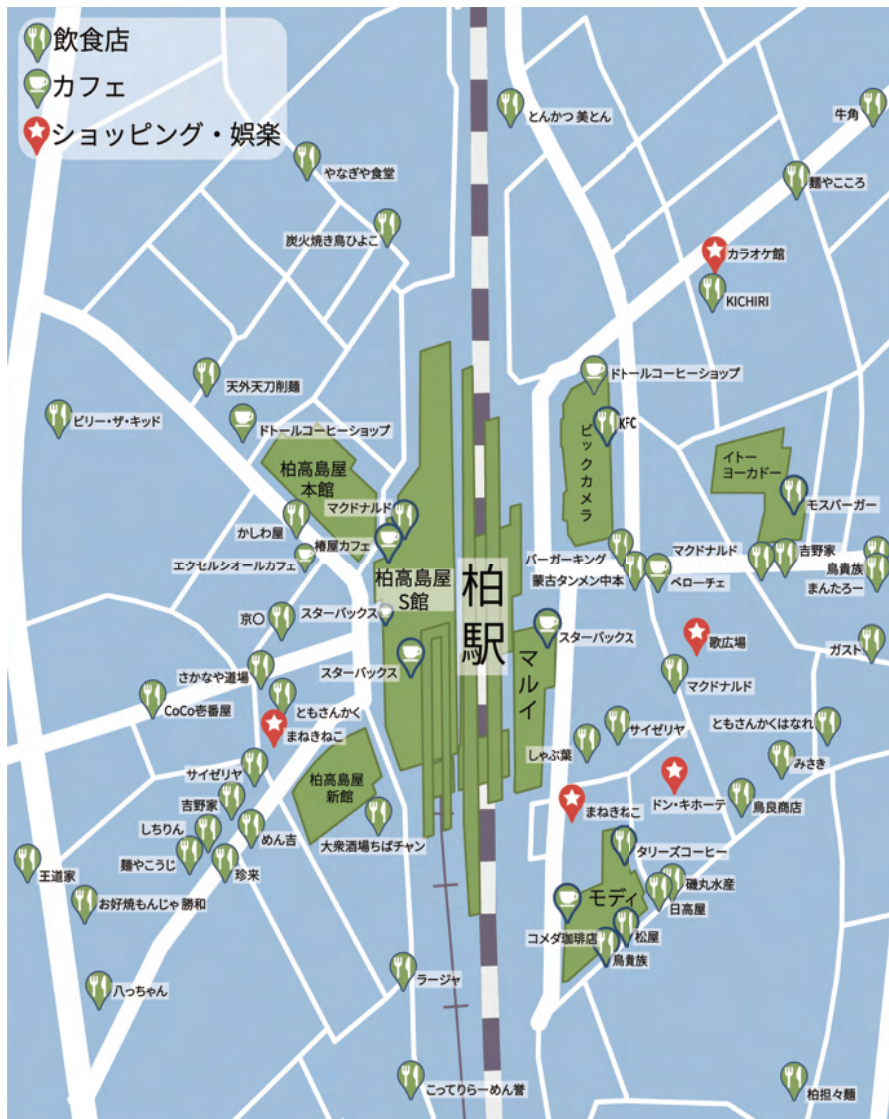 飲食店
カフェ
ショッピング・娯楽
とんかつ 美とん
牛角
やなぎや食堂
麺やこころ
炭火焼き鳥ひよこ
カラオケ館
KICHIRI
天外天刀削麺
ドトールコーヒーショップ
ビリー・ザ・キッド
ドトールコーヒーショップ
KFC
ビックカメラ
イトー
ヨーカドー
柏高島屋
本館
モスバーガー
マクドナルド
かしわ屋
椿屋カフェ
エクセルシオールカフェ
バーガーキング
マクドナルド
吉野家
蒙古タンメン中本
ベローチェ
鳥貴族
まんたろー
柏高島屋
S館
柏駅
スターバックス
京〇
スターバックス
スターバックス
マルイ
歌広場
ガスト
さかなや道場
マクドナルド
CoCo壱番屋
ともさんかく
まねきねこ
サイゼリヤ
ともさんかくはなれ
しゃぶ葉
みさき
サイゼリヤ
柏高島屋
新館
吉野家
まねきねこ
ドン・キホーテ
鳥良商店
しちりん
めん吉
大衆酒場ちばチャン
タリーズコーヒー
麺やこうじ
珍来
王道家
磯丸水産
モディ
日高屋
お好焼もんじゃ 勝和
コメダ珈琲店
松屋
鳥貴族
ラージャ
八っちゃん
こってりらーめん誉
柏担々麺